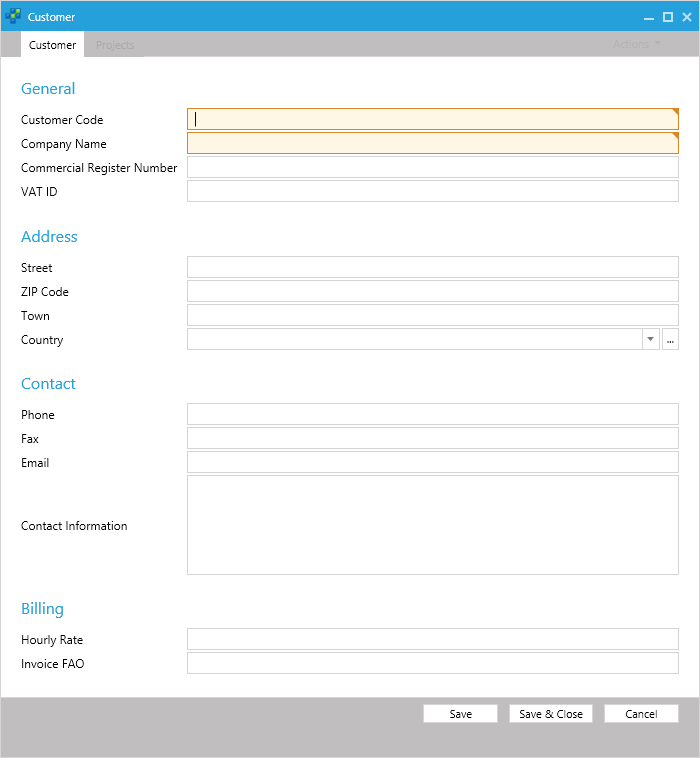 Customer
Customer Projects Actions
General
Customer Code
Company Name
Commercial Register Number
VAT ID
Address
Street
ZIP Code
Town
Country ...
Contact
Phone
Fax
Email
Contact Information
Billing
Hourly Rate
Invoice FAO
Save Save & Close Cancel